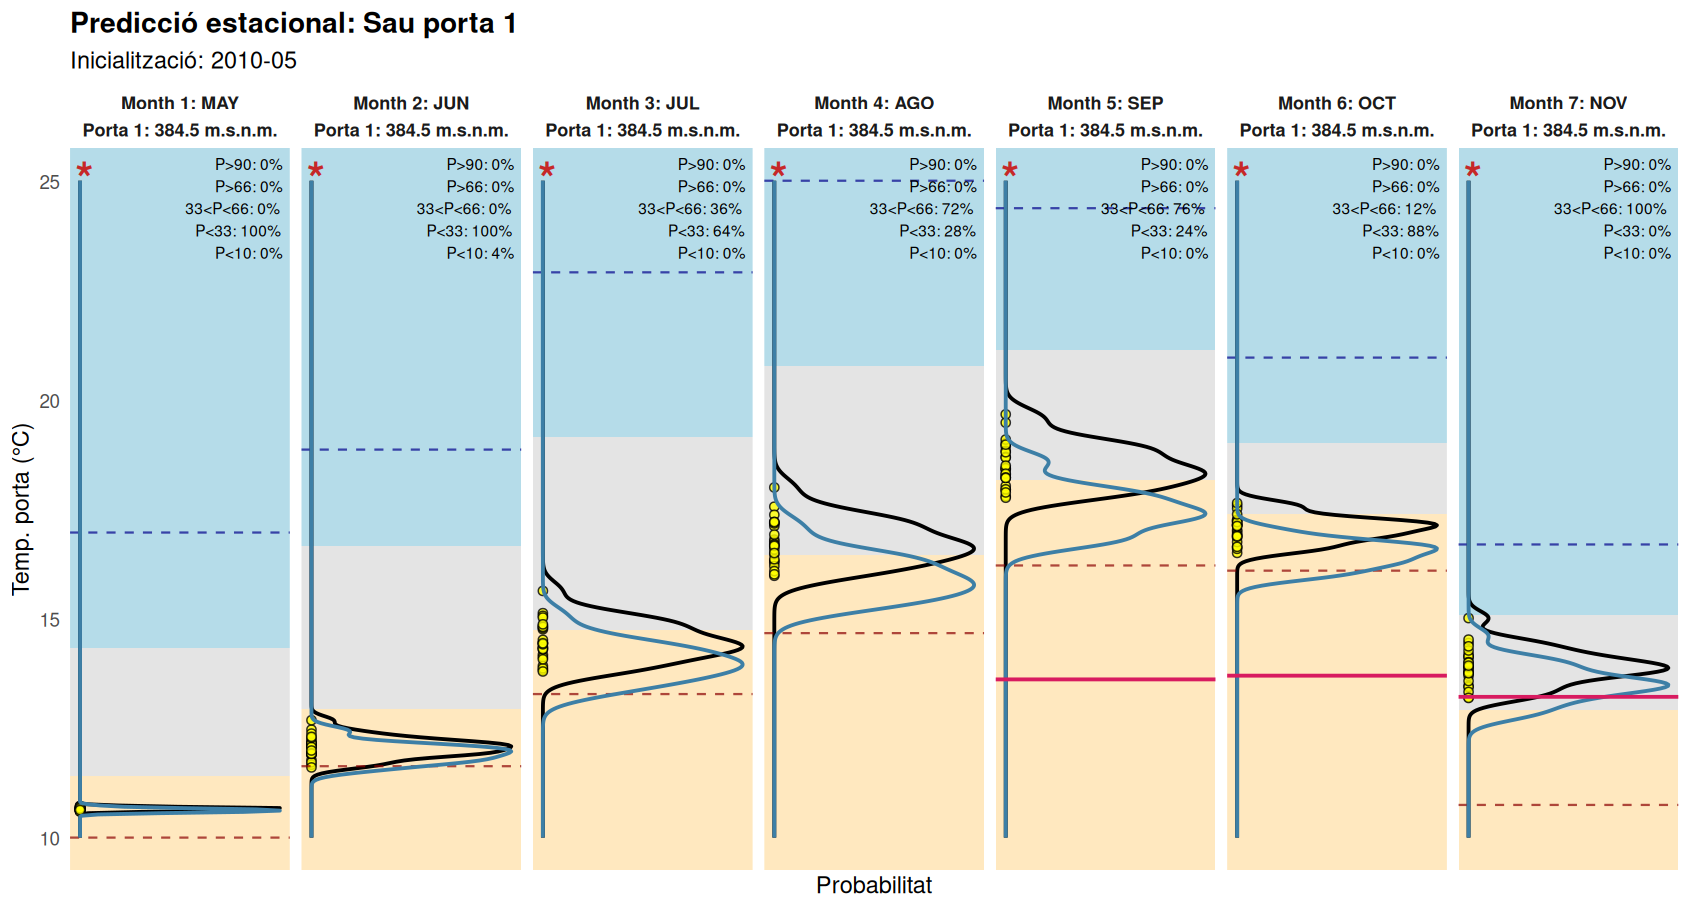 Predicció estacional: Sau porta 1
Inicialització: 2010-05
Month 1: MAY
Porta 1: 384.5 m.s.n.m.
Month 2: JUN
Porta 1: 384.5 m.s.n.m.
Month 3: JUL
Porta 1: 384.5 m.s.n.m.
Month 4: AGO
Porta 1: 384.5 m.s.n.m.
Month 5: SEP
Porta 1: 384.5 m.s.n.m.
Month 6: OCT
Porta 1: 384.5 m.s.n.m.
Month 7: NOV
Porta 1: 384.5 m.s.n.m.
*
P>90: 0%
P>66: 0%
33<P<66: 0%
P<33: 100%
P<10: 0%
*
P>90: 0%
P>66: 0%
33<P<66: 0%
P<33: 100%
P<10: 4%
*
P>90: 0%
P>66: 0%
33<P<66: 36%
P<33: 64%
P<10: 0%
*
P>90: 0%
P>66: 0%
33<P<66: 72%
P<33: 28%
P<10: 0%
*
P>90: 0%
P>66: 0%
33<P<66: 76%
P<33: 24%
P<10: 0%
*
P>90: 0%
P>66: 0%
33<P<66: 12%
P<33: 88%
P<10: 0%
*
P>90: 0%
P>66: 0%
33<P<66: 100%
P<33: 0%
P<10: 0%
25
20
15
10
Temp. porta (°C)
Probabilitat